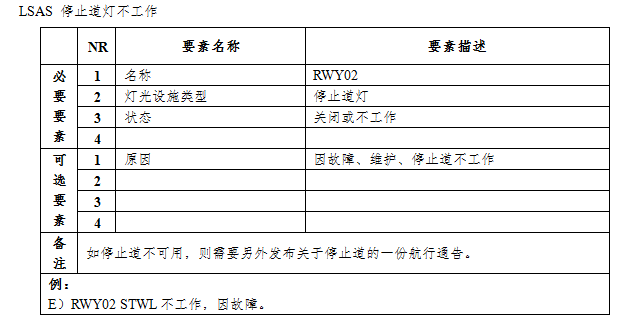 LSAS 停止道灯不工作
NR 要素名称 要素描述
必要要素 1 名称 RWY02
2 灯光设施类型 停止道灯
3 状态 关闭或不工作
4
可选要素 1 原因 因故障、维护、停止道不工作
2
3
4
备注 如停止道不可用，则需要另外发布关于停止道的一份航行通告。
例：
E）RWY02 STWL 不工作，因故障。